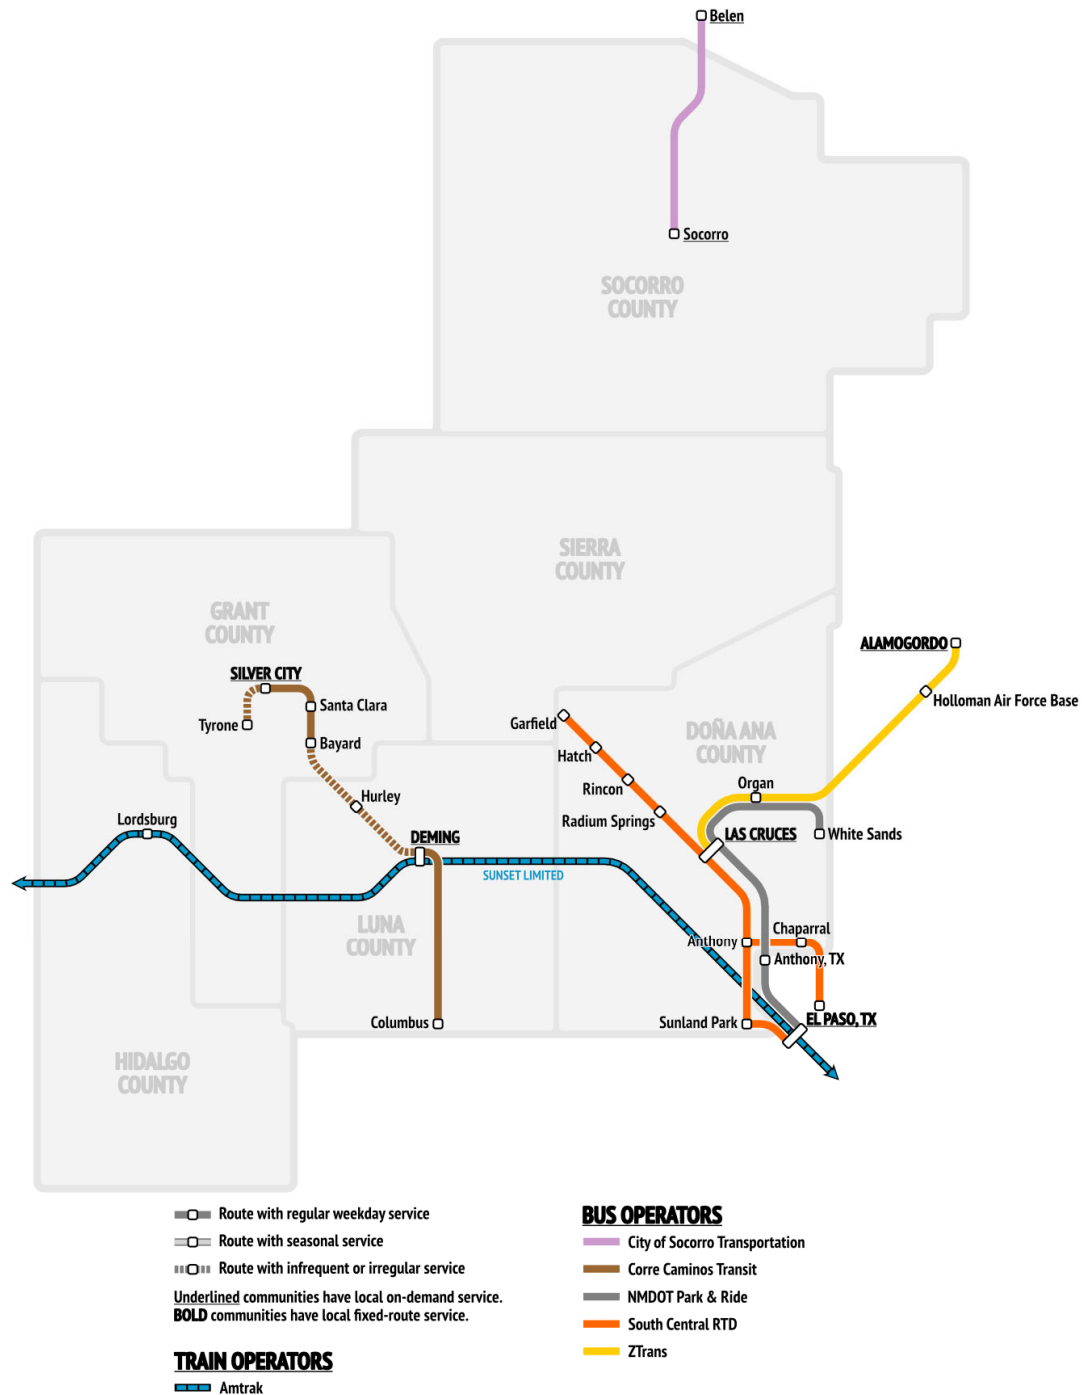 Belen
Socorro
SOCORRO
COUNTY
SIERRA
COUNTY
GRANT
COUNTY
ALAMOGORDO
SILVER CITY
Holloman Air Force Base
Santa Clara
Tyrone
Garfield
DOÑA ANA
COUNTY
Bayard
Hatch
Organ
Rincon
Hurley
Lordsburg
Radium Springs
LAS CRUCES
White Sands
DEMING
SUNSET LIMITED
LUNA
COUNTY
Chaparral
Anthony
Anthony, TX
Columbus
Sunland Park
EL PASO, TX
HIDALGO
COUNTY
Route with regular weekday service
Route with seasonal service
Route with infrequent or irregular service
Underlined communities have local on-demand service.
BOLD communities have local fixed-route service.
TRAIN OPERATORS
Amtrak
BUS OPERATORS
City of Socorro Transportation
Corre Caminos Transit
NMDOT Park & Ride
South Central RTD
ZTrans